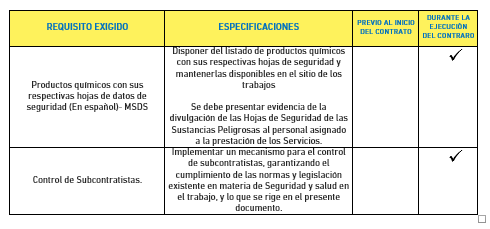 REQUISITO EXIGIDO
ESPECIFICACIONES
PREVIO AL INICIO
DEL CONTRATO
DURANTE LA
EJECUCIÓN
DEL CONTRARO
Productos químicos con sus
respectivas hojas de datos de
seguridad (En español)- MSDS
Disponer del listado de productos químicos
con sus respectivas hojas de seguridad y
mantenerlas disponibles en el sitio de los
trabajos
Se debe presentar evidencia de la
divulgación de las Hojas de Seguridad de las
Sustancias Peligrosas al personal asignado
a la prestación de los Servicios.
✓
Control de Subcontratistas.
Implementar un mecanismo para el control
de subcontratistas, garantizando el
cumplimiento de las normas y legislación
existente en materia de Seguridad y salud en
el trabajo, y lo que se rige en el presente
documento.
✓